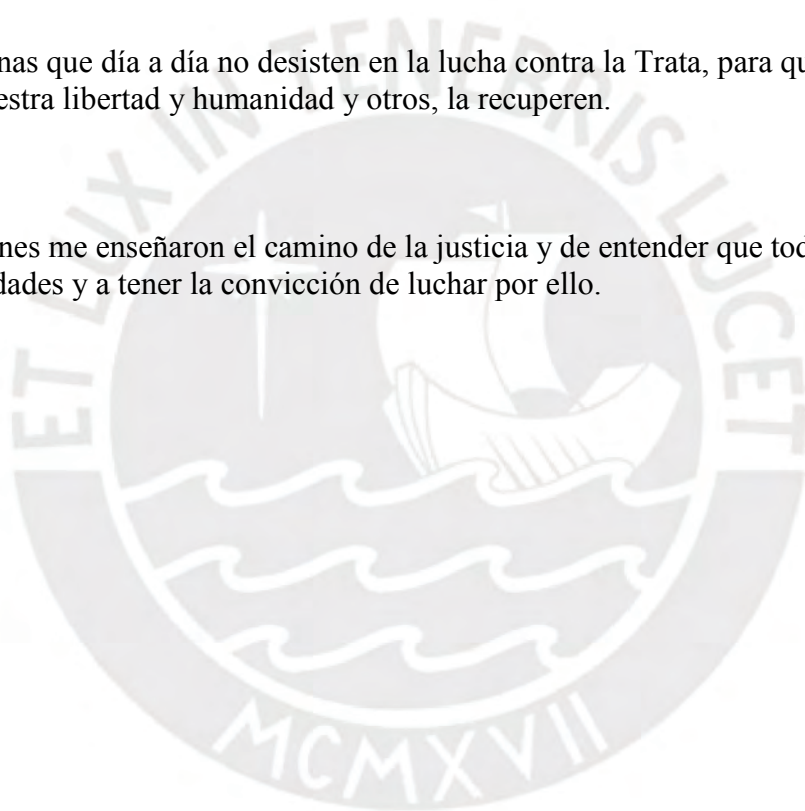 nas que día a día no desisten en la lucha contra la Trata, para qu
estra libertad y humanidad y otros, la recuperen.
nes me enseñaron el camino de la justicia y de entender que tod
dades y a tener la convicción de luchar por ello.
ET LUX IN TENEBRIS LUCET
MCMXVII